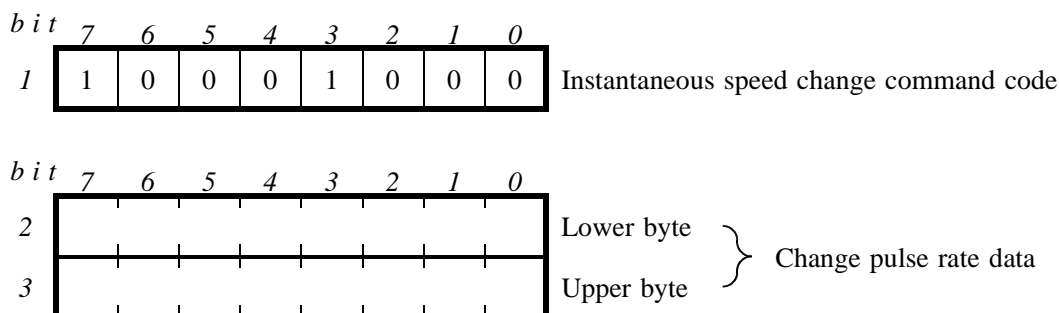 bit 7 6 5 4 3 2 1 0
1 1 0 0 0 1 0 0 0 Instantaneous speed change command code
bit 7 6 5 4 3 2 1 0
2 Lower byte
Change pulse rate data
3 Upper byte